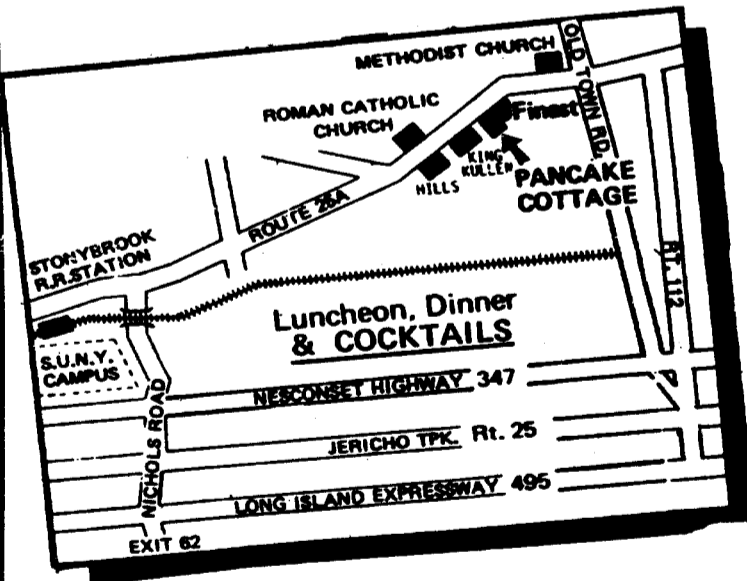 METHODIST CHURCH
OLD TOWN RD.
ROMAN CATHOLIC
CHURCH
Finast
KING
KULLEN
HILLS
PANCAKE
COTTAGE
ROUTE 25A
STONYBROOK
R.R. STATION
RT. 112
Luncheon, Dinner
& COCKTAILS
S.U.N.Y.
CAMPUS
NESCONSET HIGHWAY 347
NICHOLS ROAD
JERICHO TPK. Rt. 25
LONG ISLAND EXPRESSWAY 495
EXIT 62